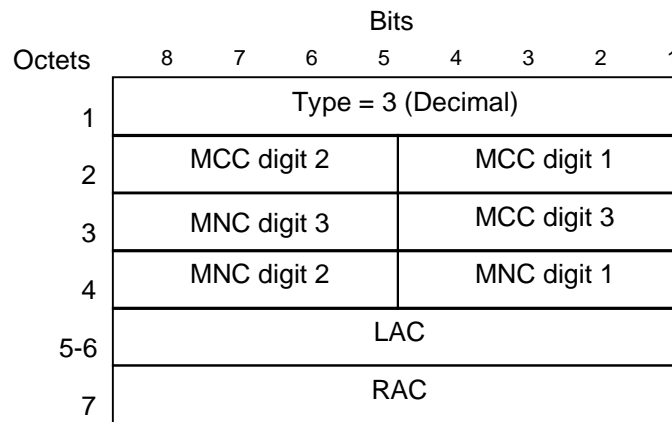 Bits
Octets 8 7 6 5 4 3 2 1
1 Type = 3 (Decimal)
2 MCC digit 2 MCC digit 1
3 MNC digit 3 MCC digit 3
4 MNC digit 2 MNC digit 1
5-6 LAC
7 RAC